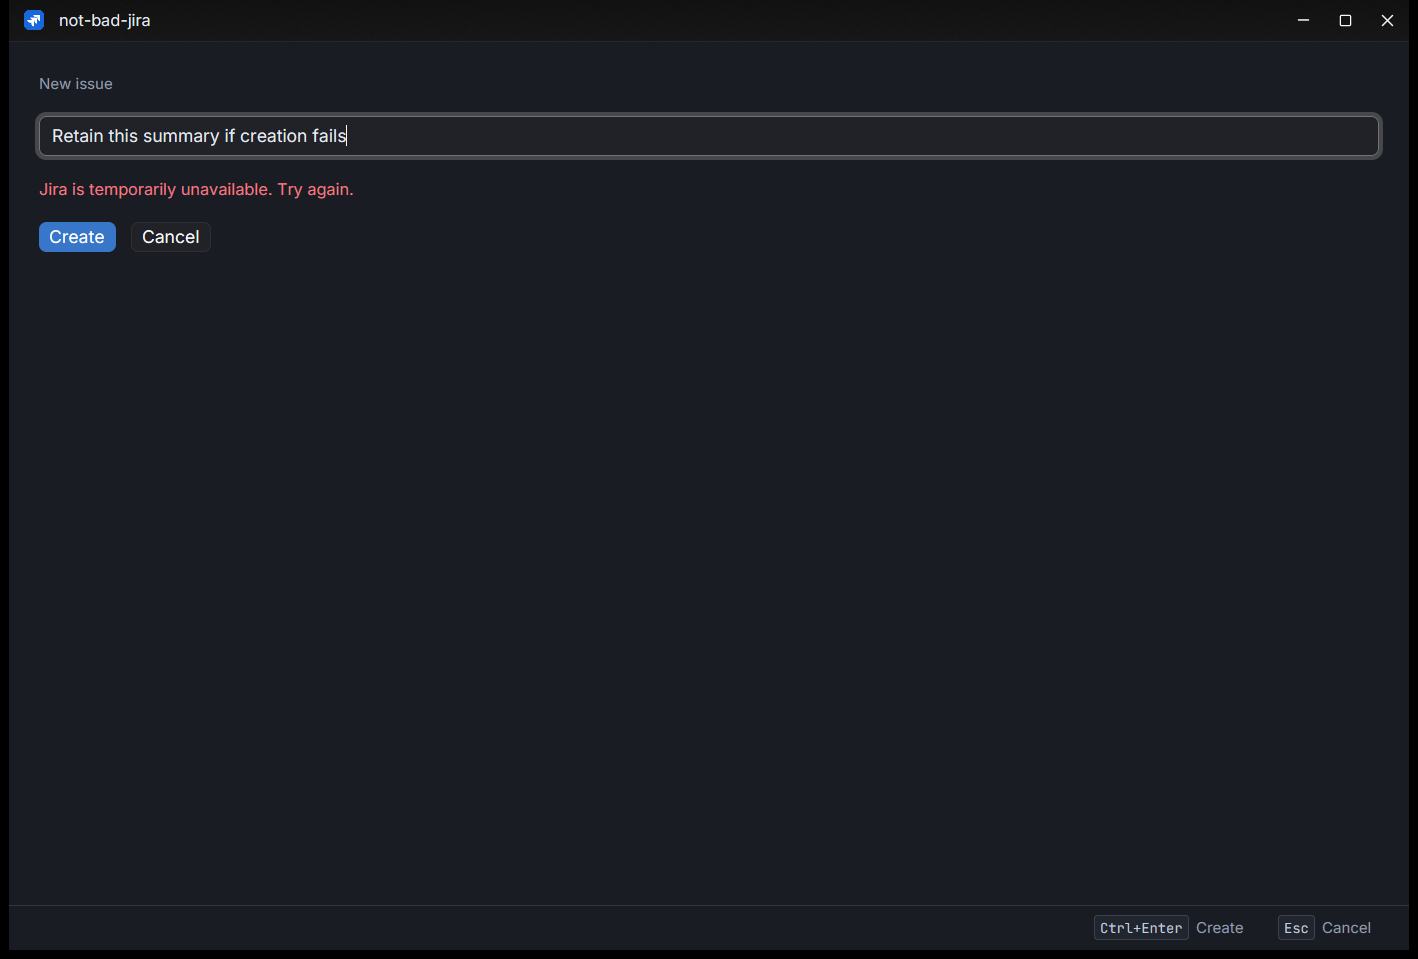 not-bad-jira
New issue
Retain this summary if creation fails
Jira is temporarily unavailable. Try again.
Create Cancel
Ctrl+Enter Create Esc Cancel